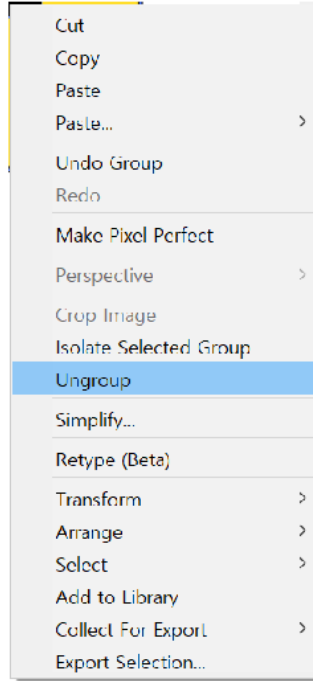 Cut
Copy
Paste
Paste...
Undo Group
Redo
Make Pixel Perfect
Perspective
Crop Image
Isolate Selected Group
Ungroup
Simplify...
Retype (Beta)
Transform
Arrange
Select
Add to Library
Collect For Export
Export Selection...